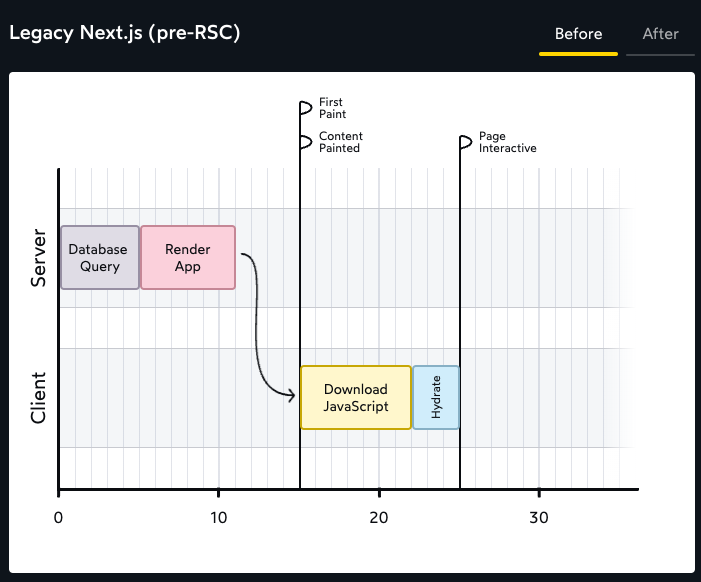 Legacy Next.js (pre-RSC)
Before
After
First
Paint
Content
Painted
Page
Interactive
Server
Database
Query
Render
App
Client
Download
JavaScript
Hydrate
0
10
20
30